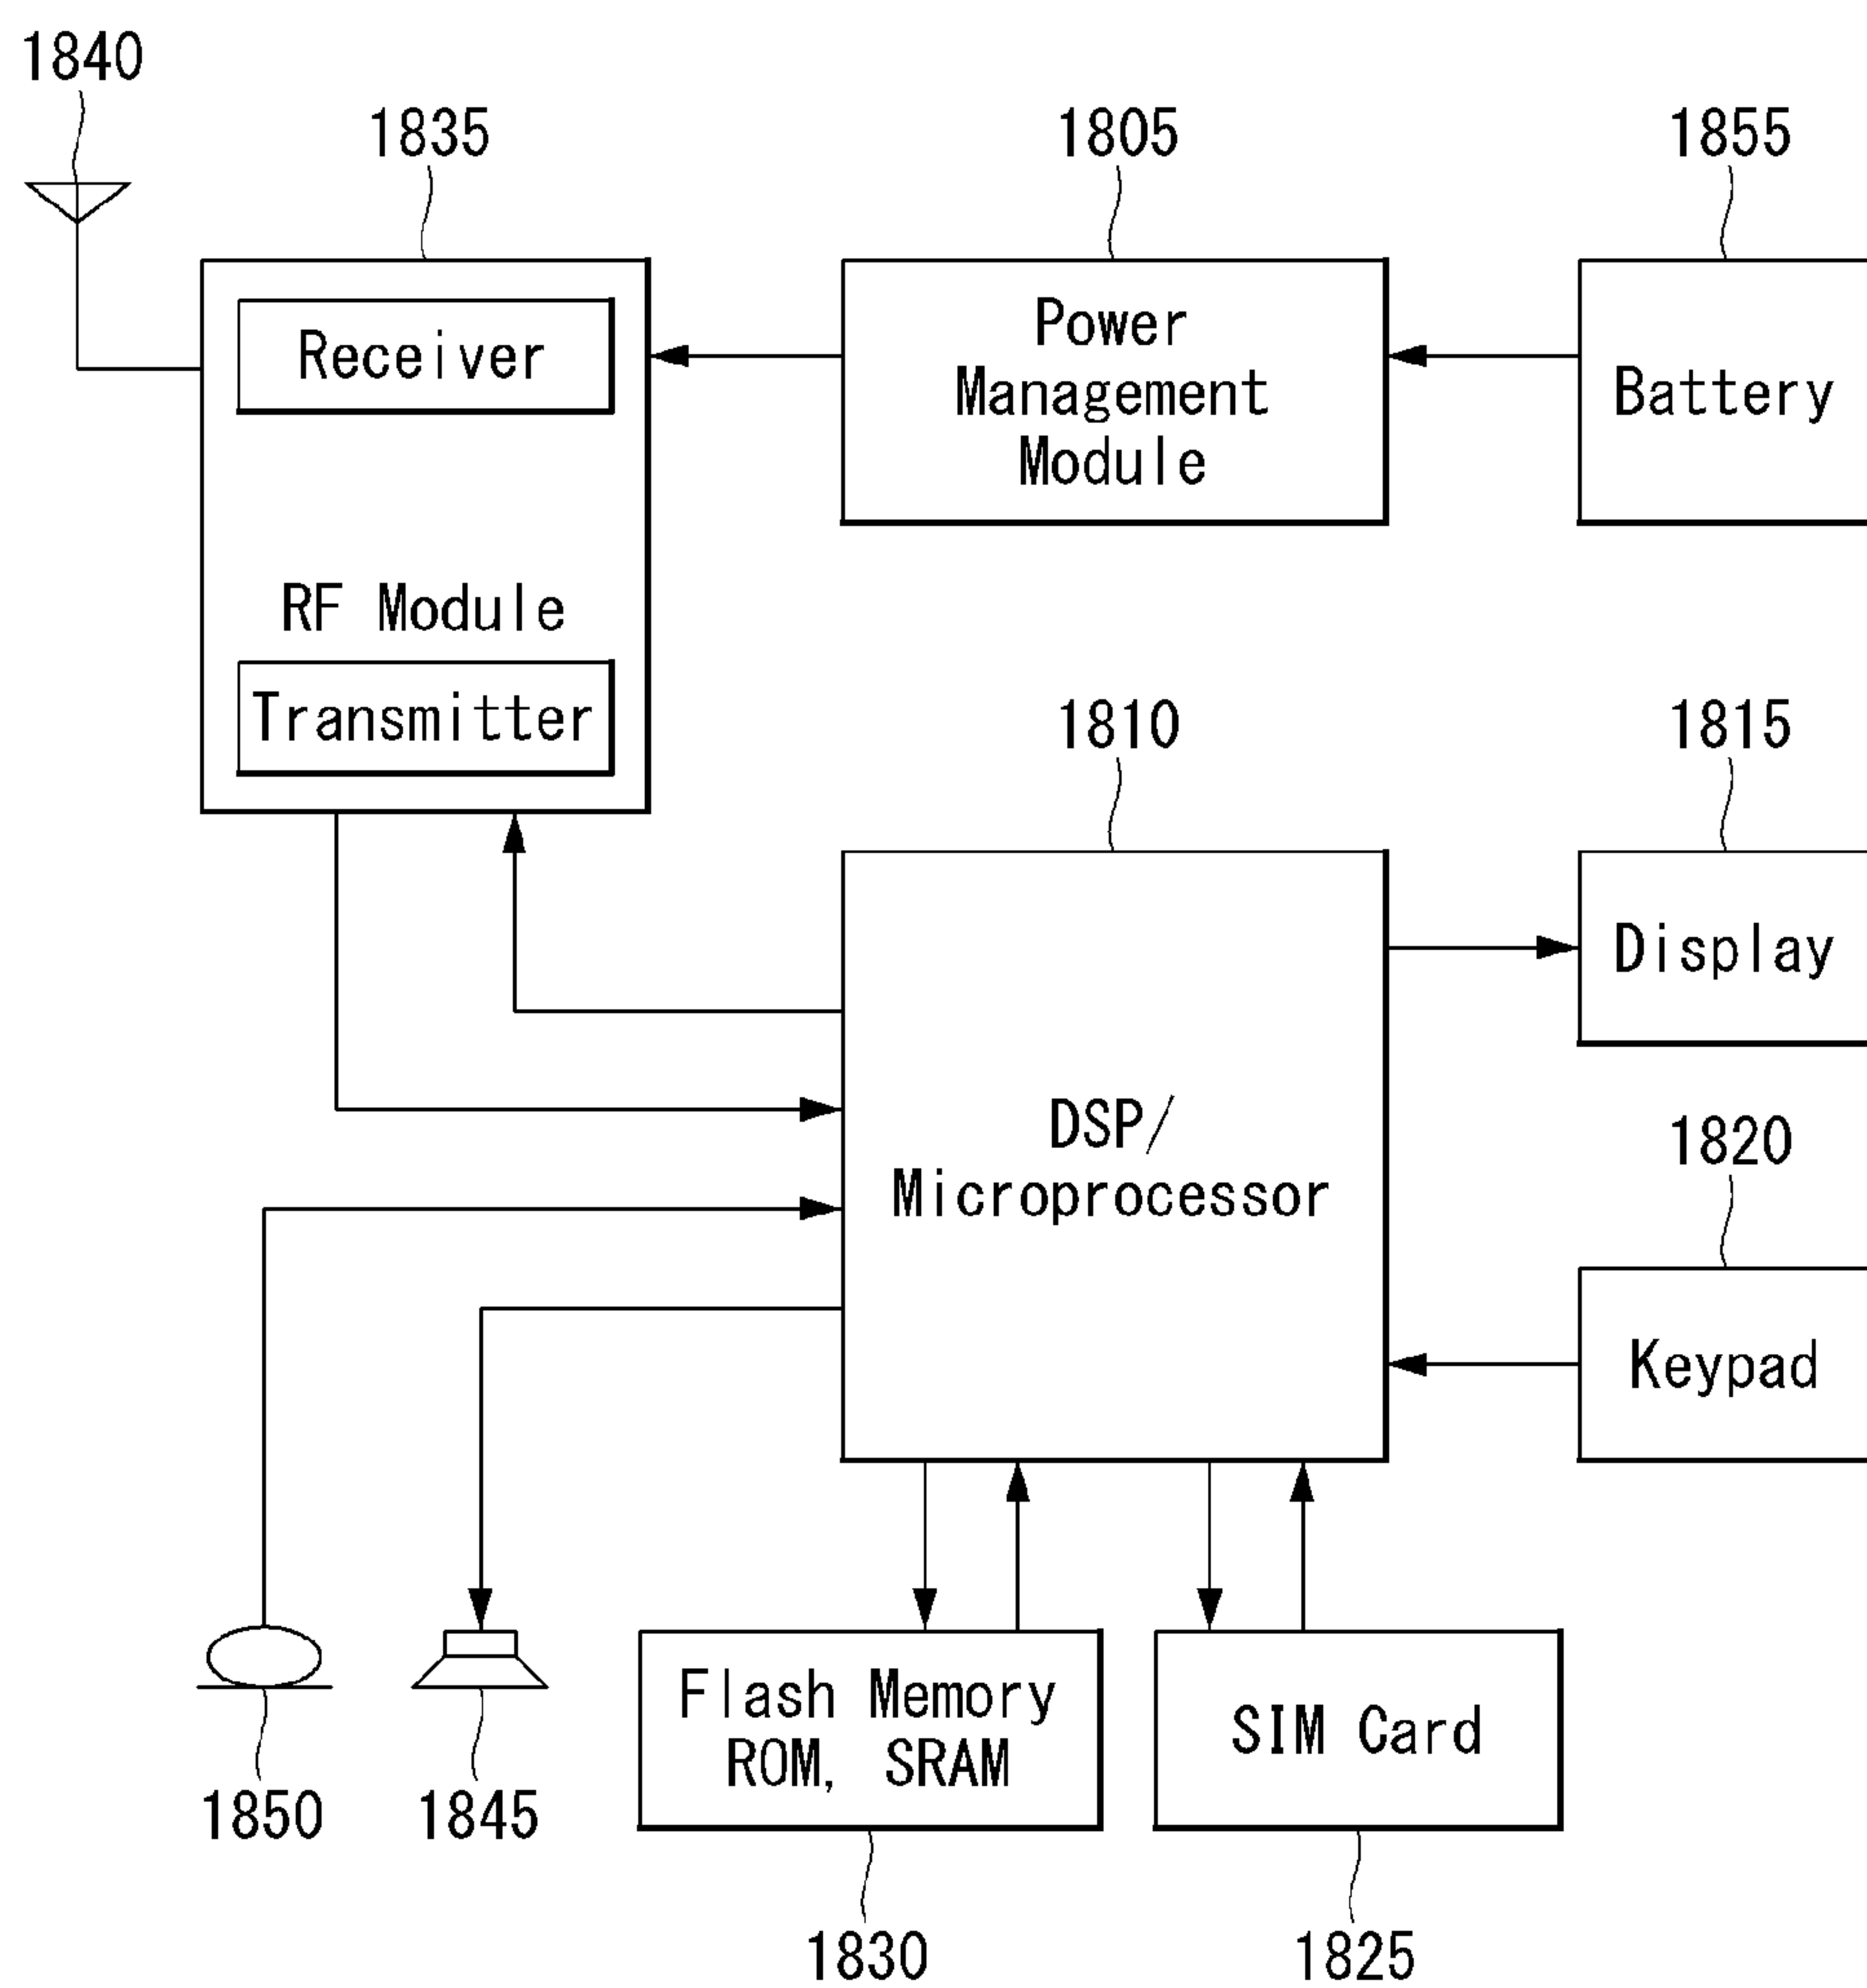 1840
1835
1805
1855
Receiver
RF Module
Transmitter
Power
Management
Module
Battery
1810
1815
DSP/
Microprocessor
Display
1820
Keypad
1850
1845
Flash Memory
ROM, SRAM
SIM Card
1830
1825